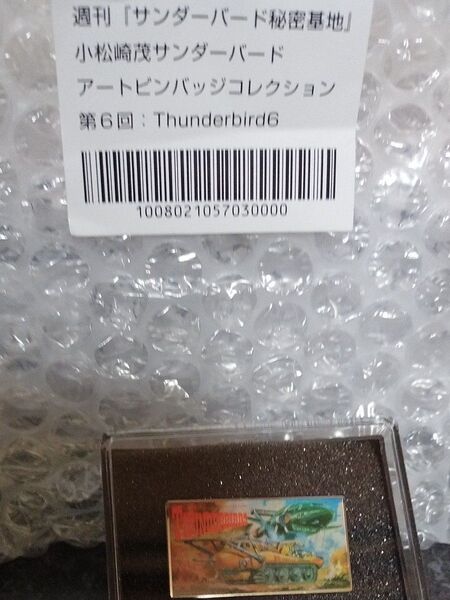 週刊『サンダーバード秘密基地』
小松崎茂サンダーバード
アートピンバッジコレクション
第６回：Thunderbird6
1008021057030000
THUNDERBIRDS